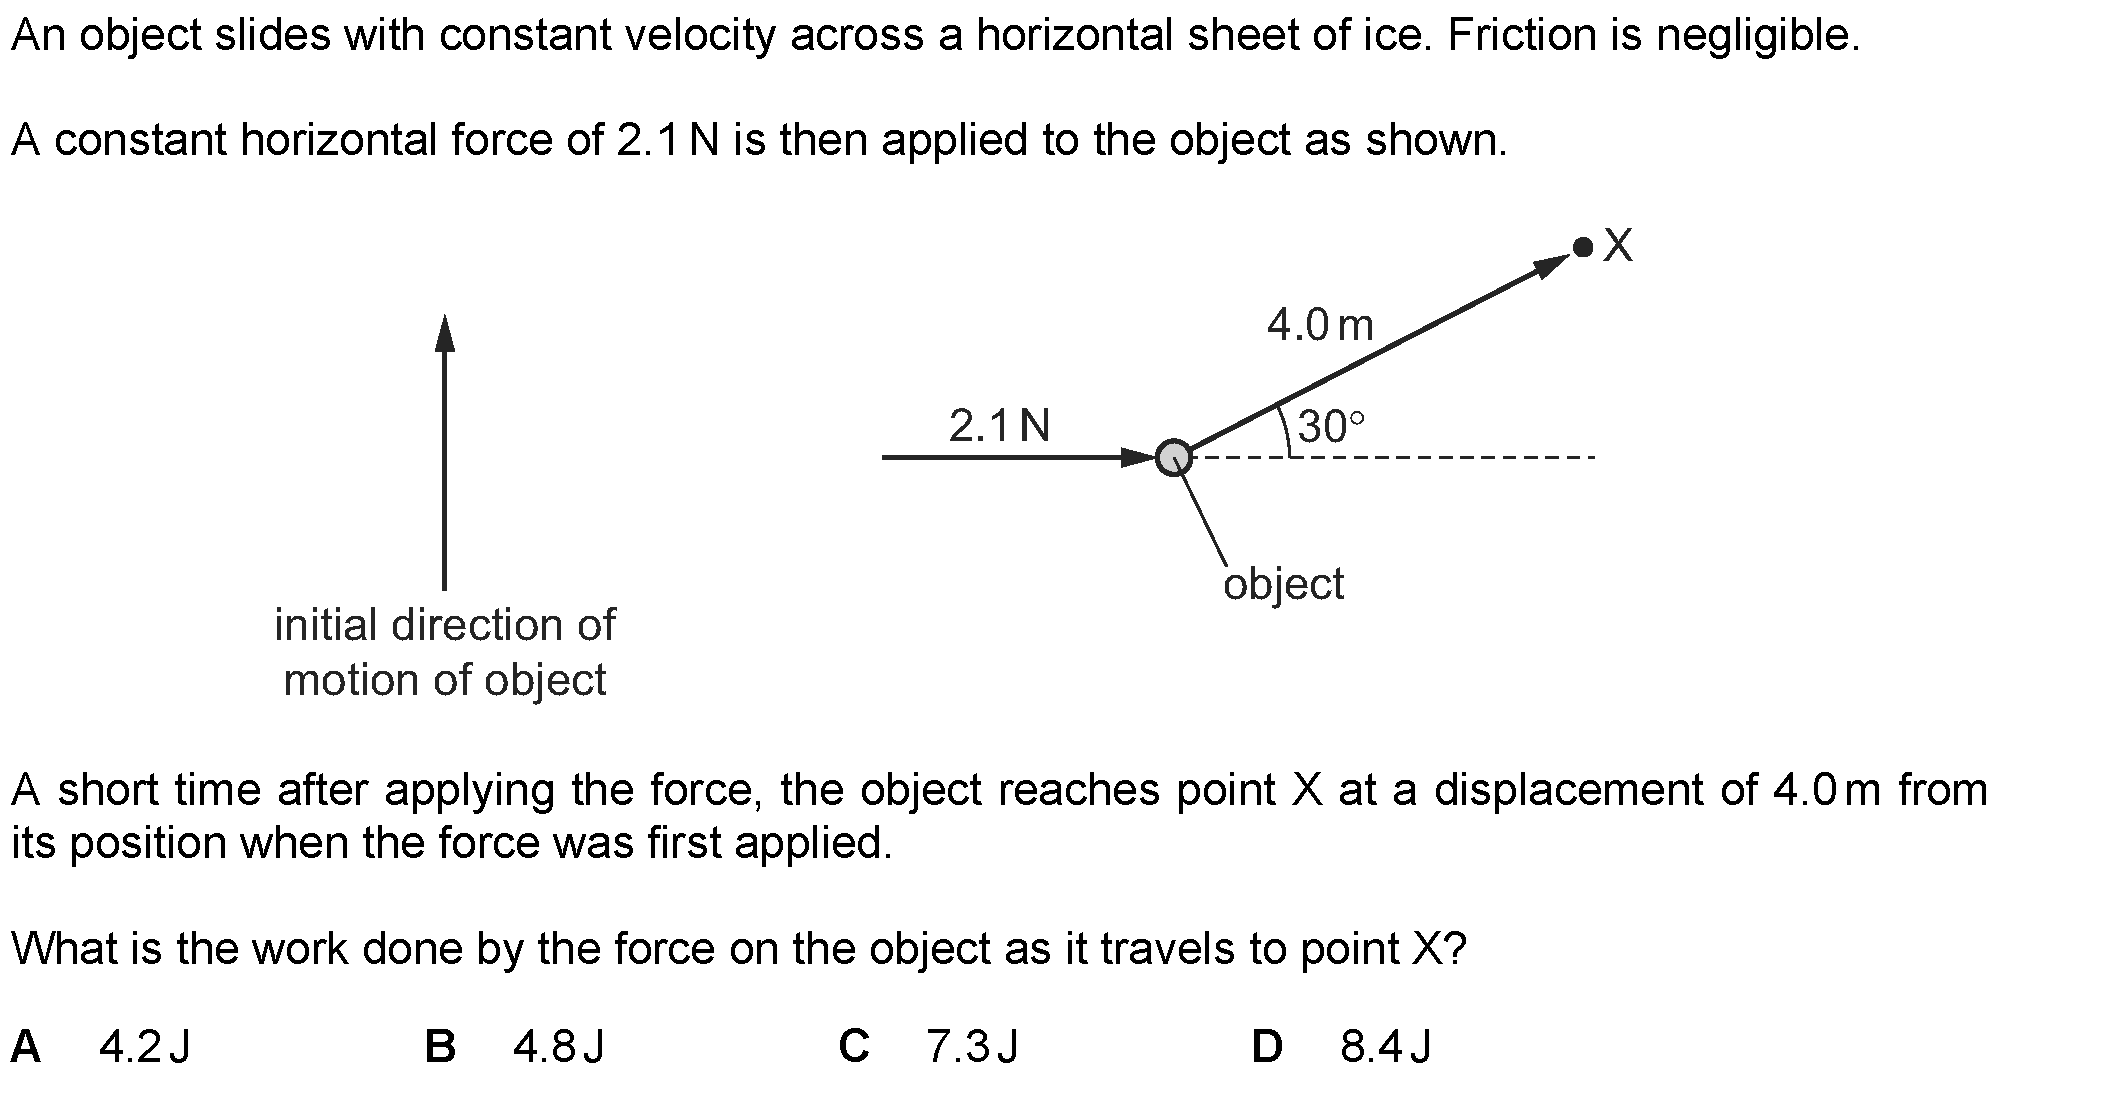 An object slides with constant velocity across a horizontal sheet of ice. Friction is negligible.
A constant horizontal force of 2.1 N is then applied to the object as shown.
X
4.0 m
2.1 N
30°
object
initial direction of
motion of object
A short time after applying the force, the object reaches point X at a displacement of 4.0 m from
its position when the force was first applied.
What is the work done by the force on the object as it travels to point X?
A 4.2 J B 4.8 J C 7.3 J D 8.4 J